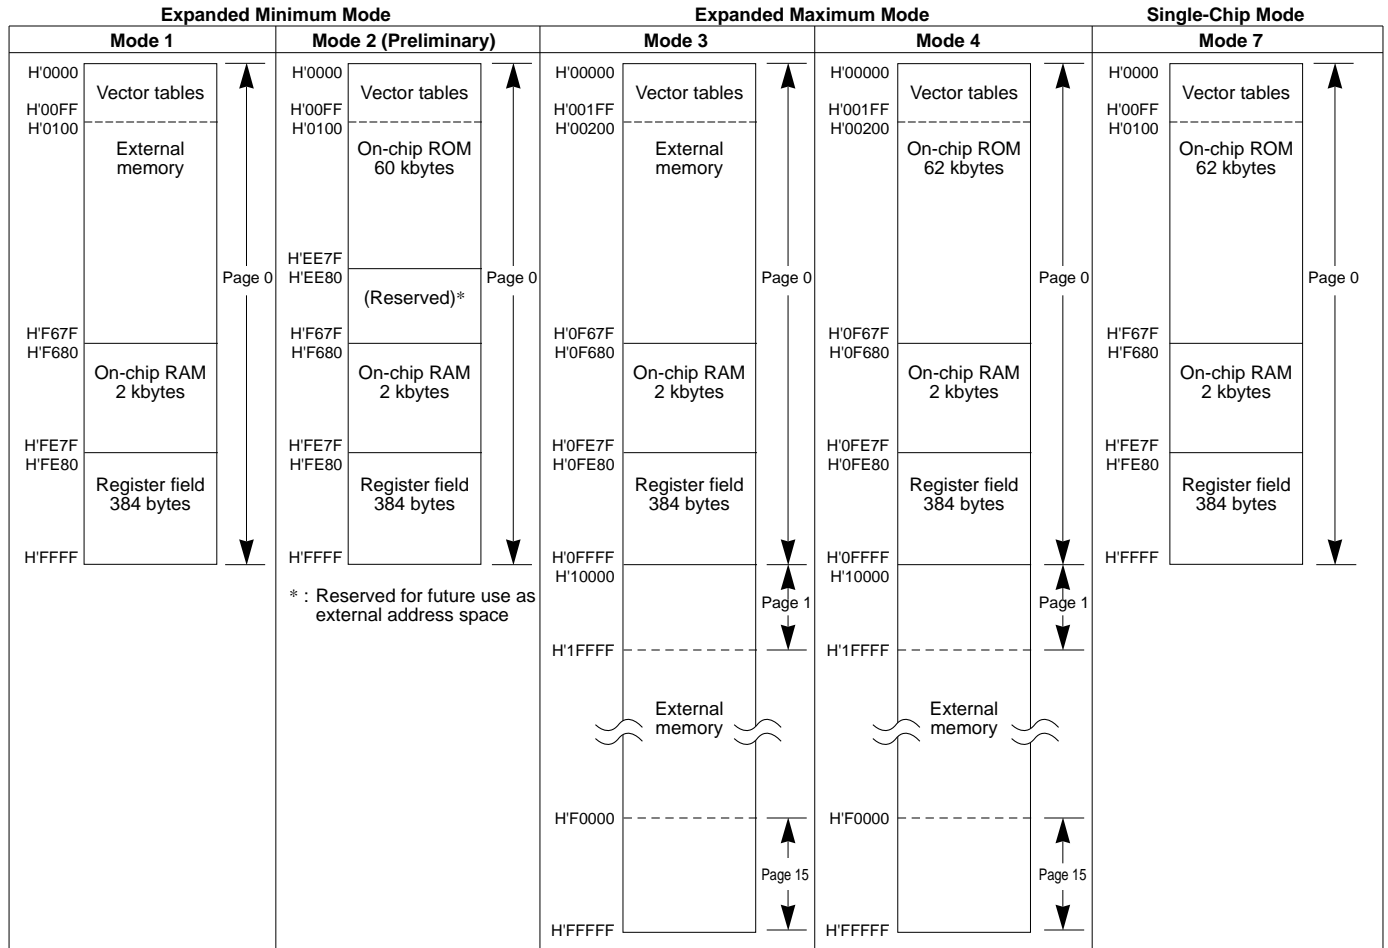 Expanded Minimum Mode
Expanded Maximum Mode
Single-Chip Mode
Mode 1
Mode 2 (Preliminary)
Mode 3
Mode 4
Mode 7
H'0000
Vector tables
H'00FF
H'0100
External
memory
Page 0
H'F67F
H'F680
On-chip RAM
2 kbytes
H'FE7F
H'FE80
Register field
384 bytes
H'FFFF
H'0000
Vector tables
H'00FF
H'0100
On-chip ROM
60 kbytes
H'EE7F
H'EE80
Page 0
(Reserved)*
H'F67F
H'F680
On-chip RAM
2 kbytes
H'FE7F
H'FE80
Register field
384 bytes
H'FFFF
* : Reserved for future use as
external address space
H'00000
Vector tables
H'001FF
H'00200
External
memory
Page 0
H'0F67F
H'0F680
On-chip RAM
2 kbytes
H'0FE7F
H'0FE80
Register field
384 bytes
H'0FFFF
H'10000
Page 1
H'1FFFF
External
memory
H'F0000
Page 15
H'FFFFF
H'00000
Vector tables
H'001FF
H'00200
On-chip ROM
62 kbytes
Page 0
H'0F67F
H'0F680
On-chip RAM
2 kbytes
H'0FE7F
H'0FE80
Register field
384 bytes
H'0FFFF
H'10000
Page 1
H'1FFFF
External
memory
H'F0000
Page 15
H'FFFFF
H'0000
Vector tables
H'00FF
H'0100
On-chip ROM
62 kbytes
Page 0
H'F67F
H'F680
On-chip RAM
2 kbytes
H'FE7F
H'FE80
Register field
384 bytes
H'FFFF